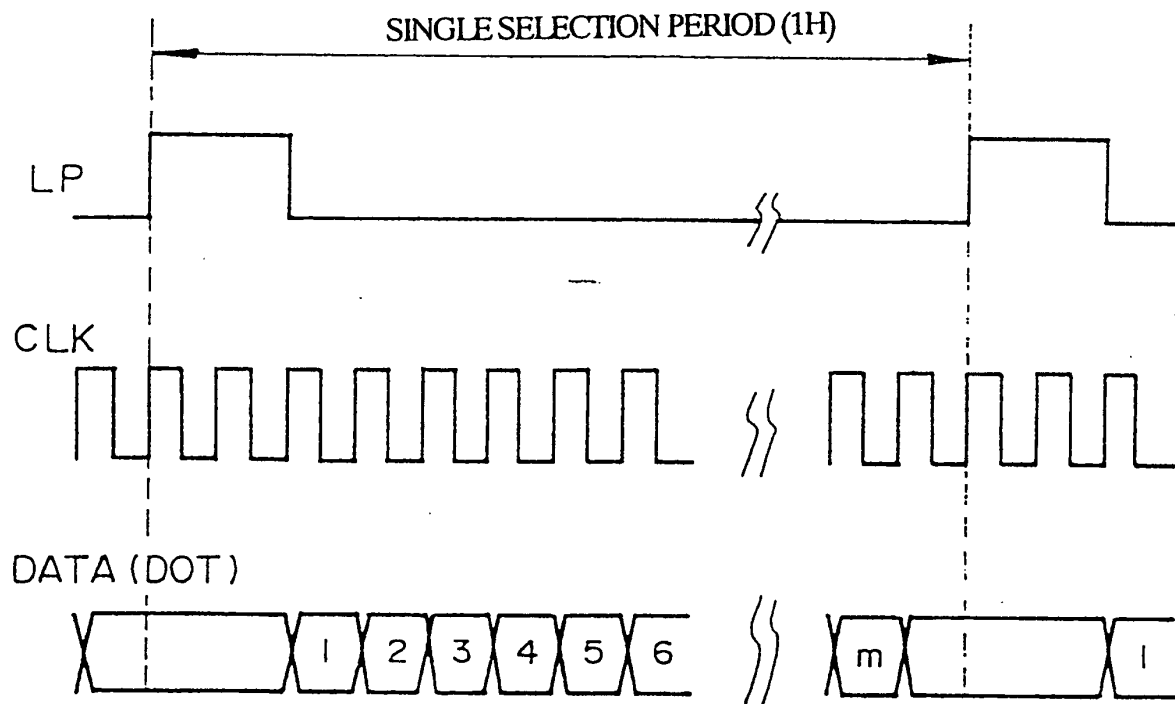 SINGLE SELECTION PERIOD (1H)
LP
CLK
DATA (DOT)
1 2 3 4 5 6 m 1